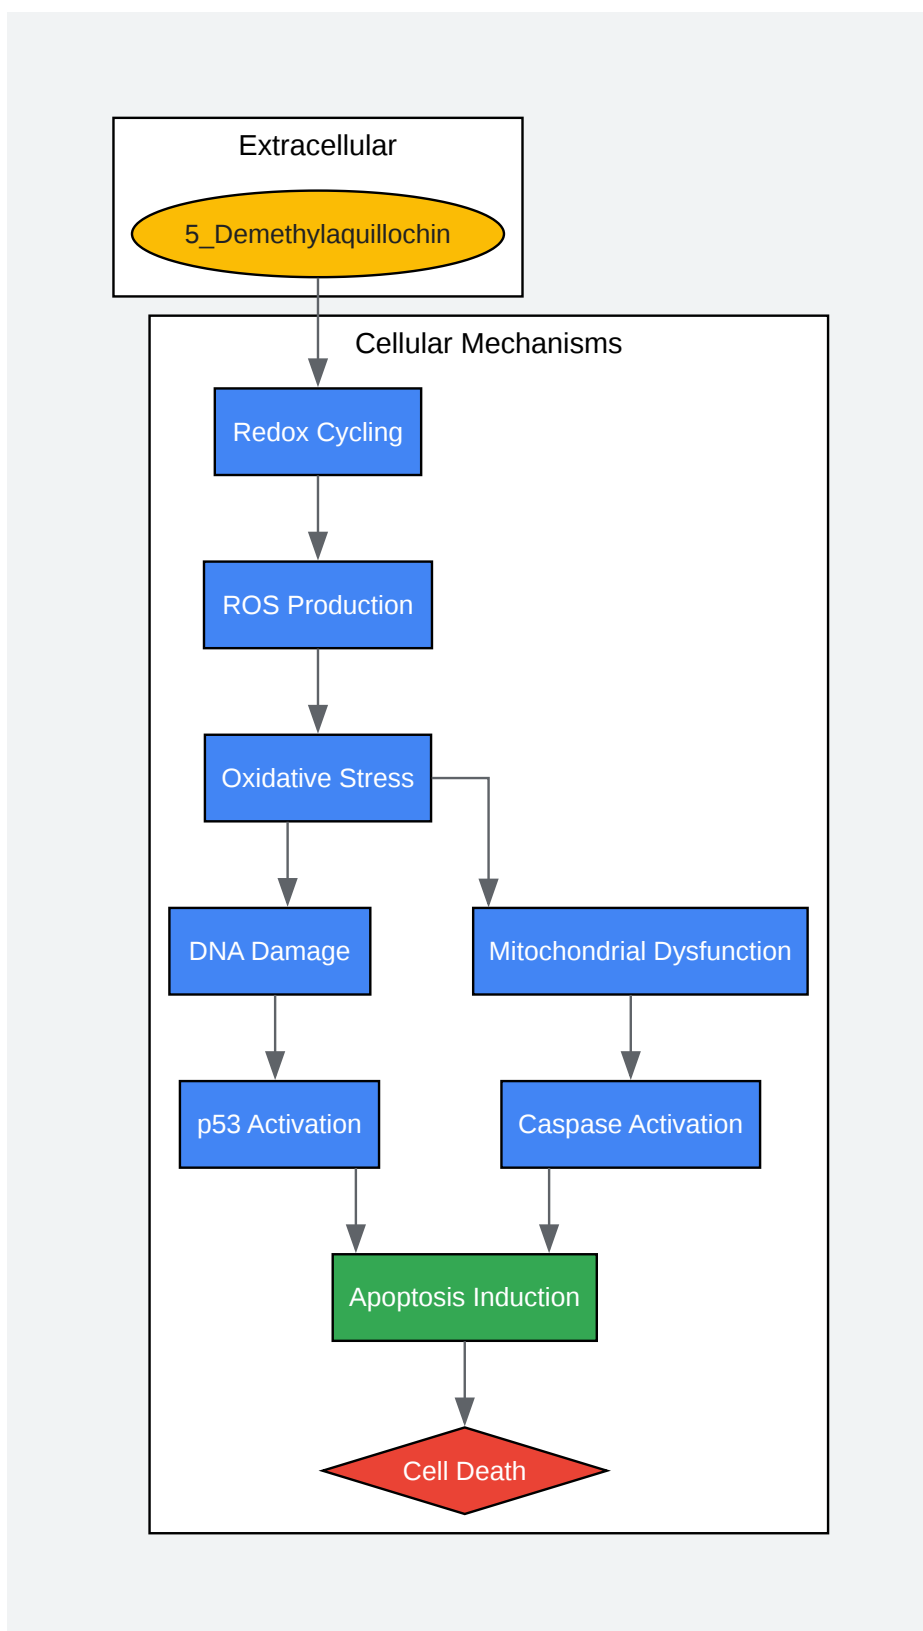 Extracellular
5_Demethylaquillochin
Cellular Mechanisms
Redox Cycling
ROS Production
Oxidative Stress
DNA Damage
Mitochondrial Dysfunction
p53 Activation
Caspase Activation
Apoptosis Induction
Cell Death